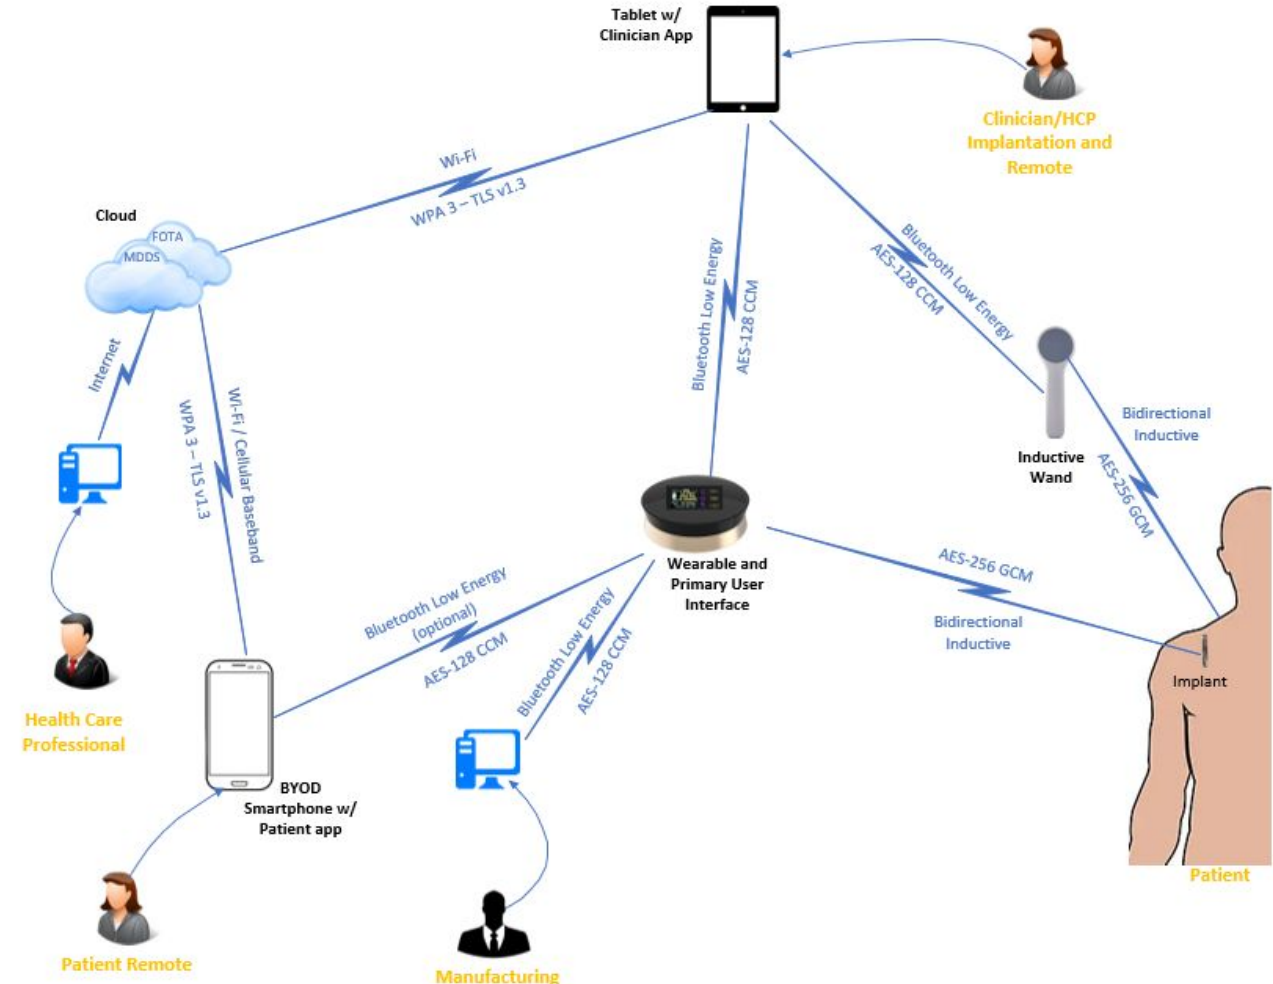 Tablet w/
Clinician App
Clinician/HCP
Implantation and
Remote
Wi-Fi
WPA 3 – TLS v1.3
Cloud
FOTA
MDDS
Bluetooth Low Energy
AES-128 CCM
Bluetooth Low Energy
AES-128 CCM
Internet
WPA 3 – TLS v1.3
Wi-Fi / Cellular Baseband
Bidirectional
Inductive
AES-256 GCM
Inductive
Wand
Wearable and
Primary User
Interface
AES-256 GCM
Bidirectional
Inductive
Bluetooth Low Energy
(optional)
AES-128 CCM
Bluetooth Low Energy
AES-128 CCM
Implant
Health Care
Professional
BYOD
Smartphone w/
Patient app
Patient
Patient Remote
Manufacturing